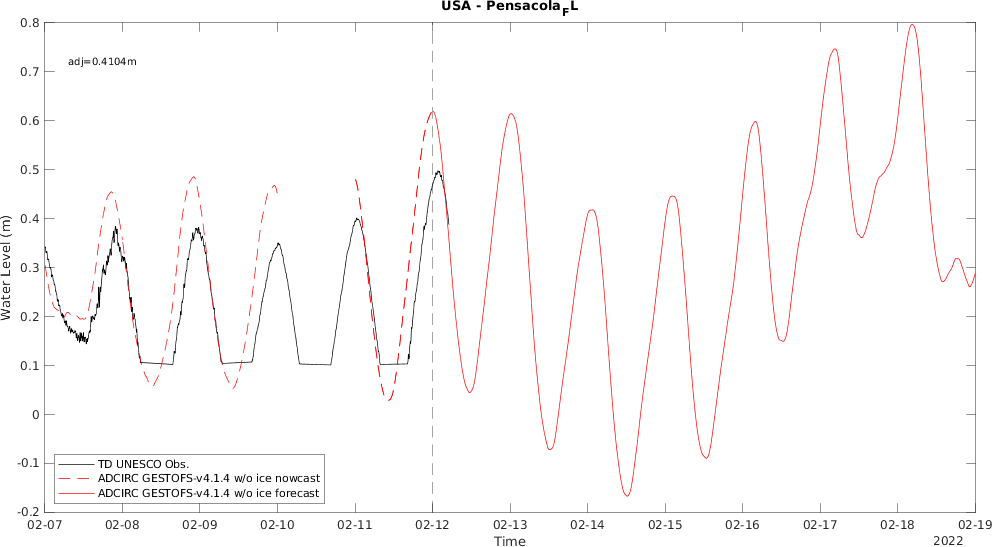 USA - Pensacola_FL
adj=0.4104m
Water Level (m)
0.8
0.7
0.6
0.5
0.4
0.3
0.2
0.1
0
-0.1
-0.2
TD UNESCO Obs.
ADCIRC GESTOFS-v4.1.4 w/o ice nowcast
ADCIRC GESTOFS-v4.1.4 w/o ice forecast
02-07 02-08 02-09 02-10 02-11 02-12 02-13 02-14 02-15 02-16 02-17 02-18 02-19
Time
2022